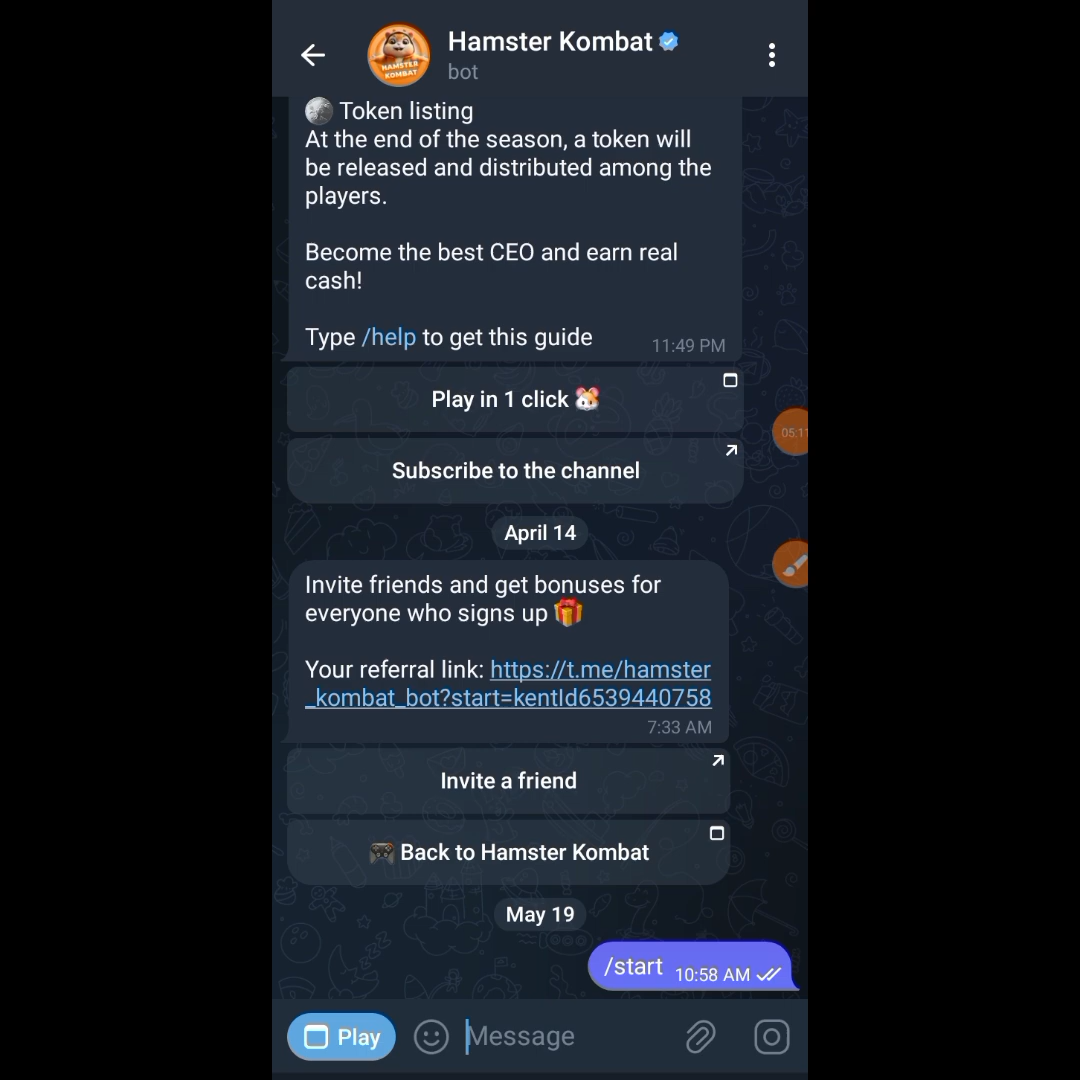 Hamster Kombat
bot
HAMSTER
KOMBAT
Token listing
At the end of the season, a token will
be released and distributed among the
players.
Become the best CEO and earn real
cash!
Type /help to get this guide
11:49 PM
Play in 1 click 🐹
Subscribe to the channel
05:11
April 14
Invite friends and get bonuses for
everyone who signs up 🎁
Your referral link: https://t.me/hamster
_kombat_bot?start=kentId6539440758
7:33 AM
Invite a friend
🎮 Back to Hamster Kombat
May 19
/start 10:58 AM
Play
Message